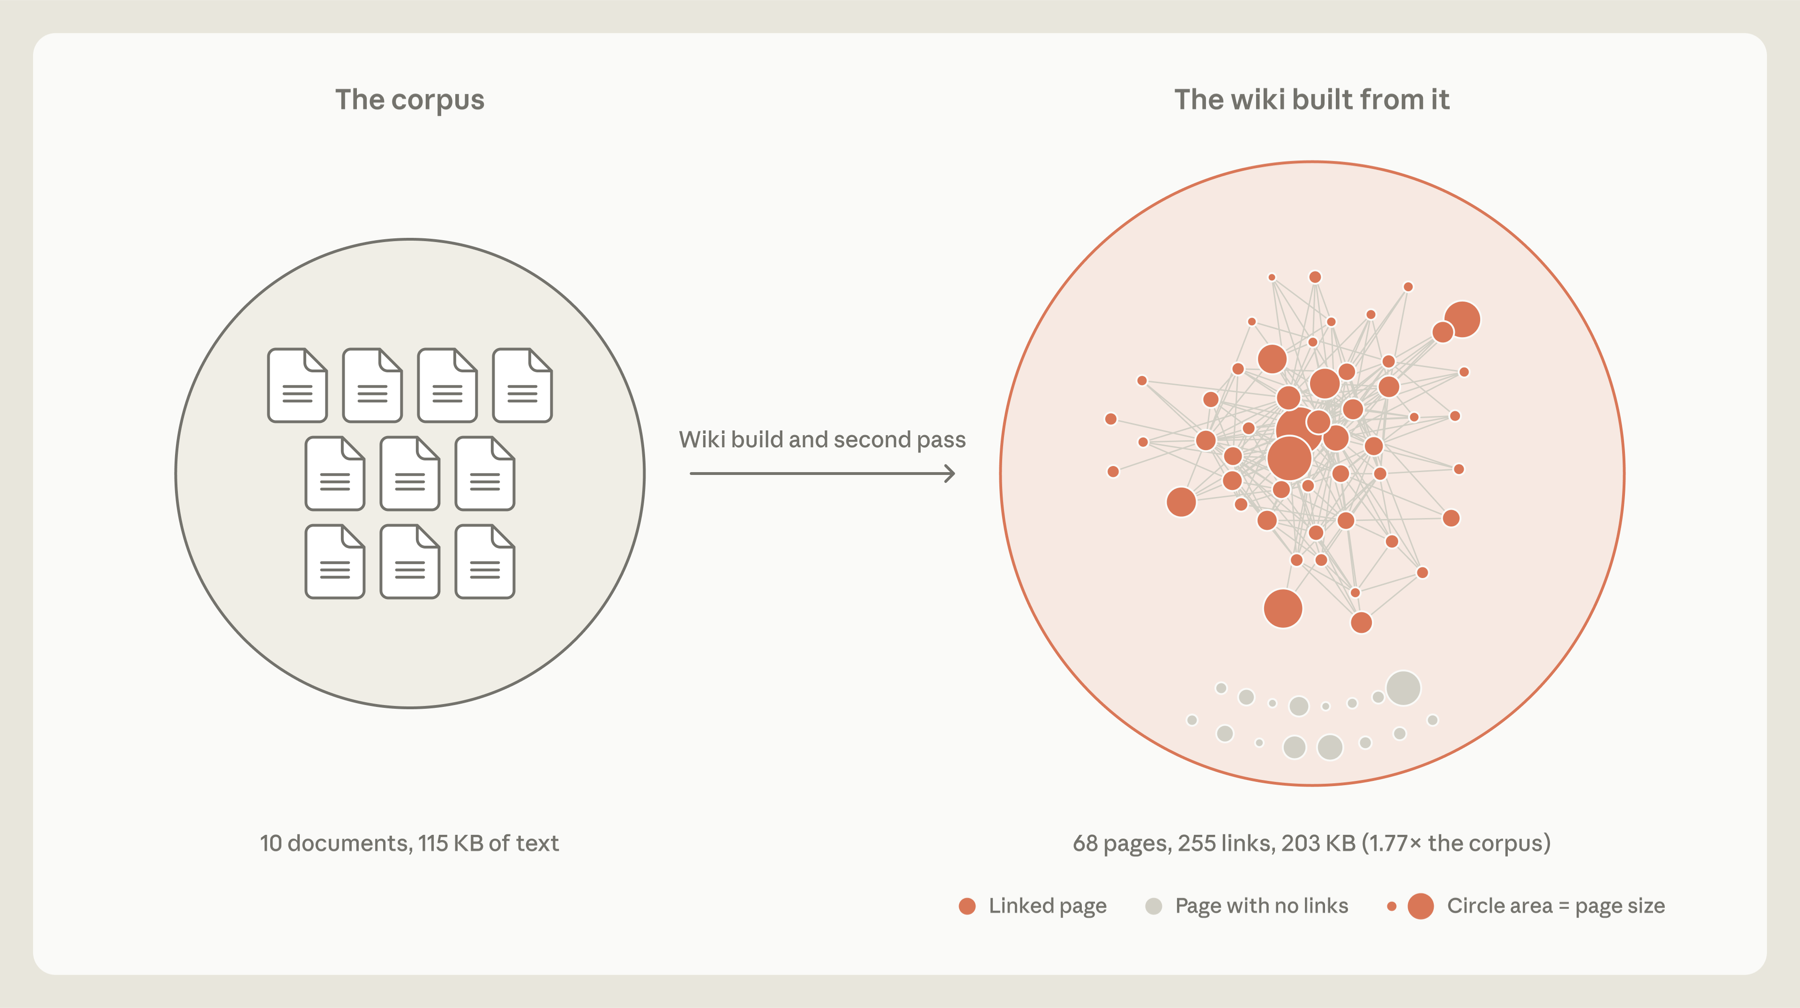 The corpus
The wiki built from it
Wiki build and second pass
10 documents, 115 KB of text
68 pages, 255 links, 203 KB (1.77× the corpus)
Linked page
Page with no links
Circle area = page size